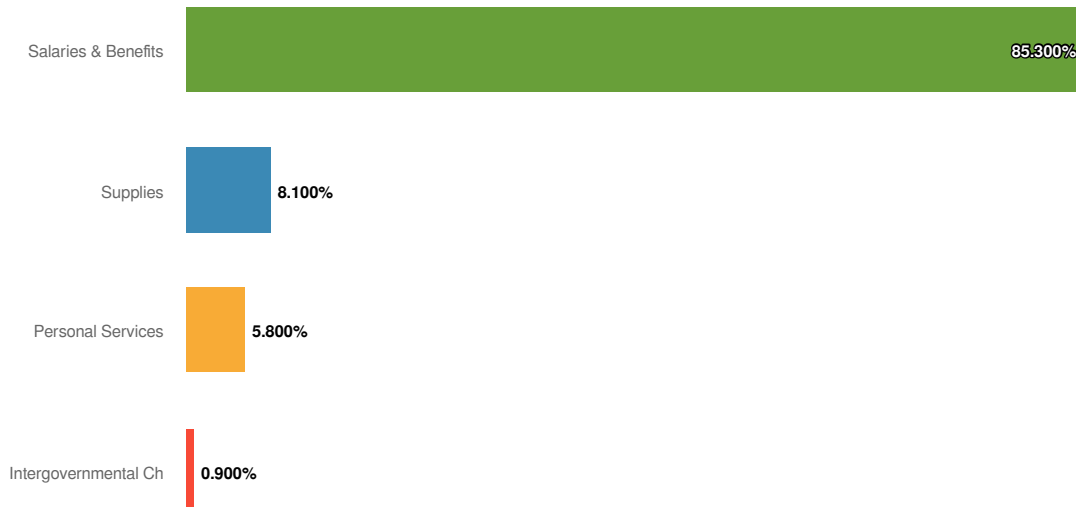 Salaries & Benefits 85.300%
Supplies 8.100%
Personal Services 5.800%
Intergovernmental Ch 0.900%